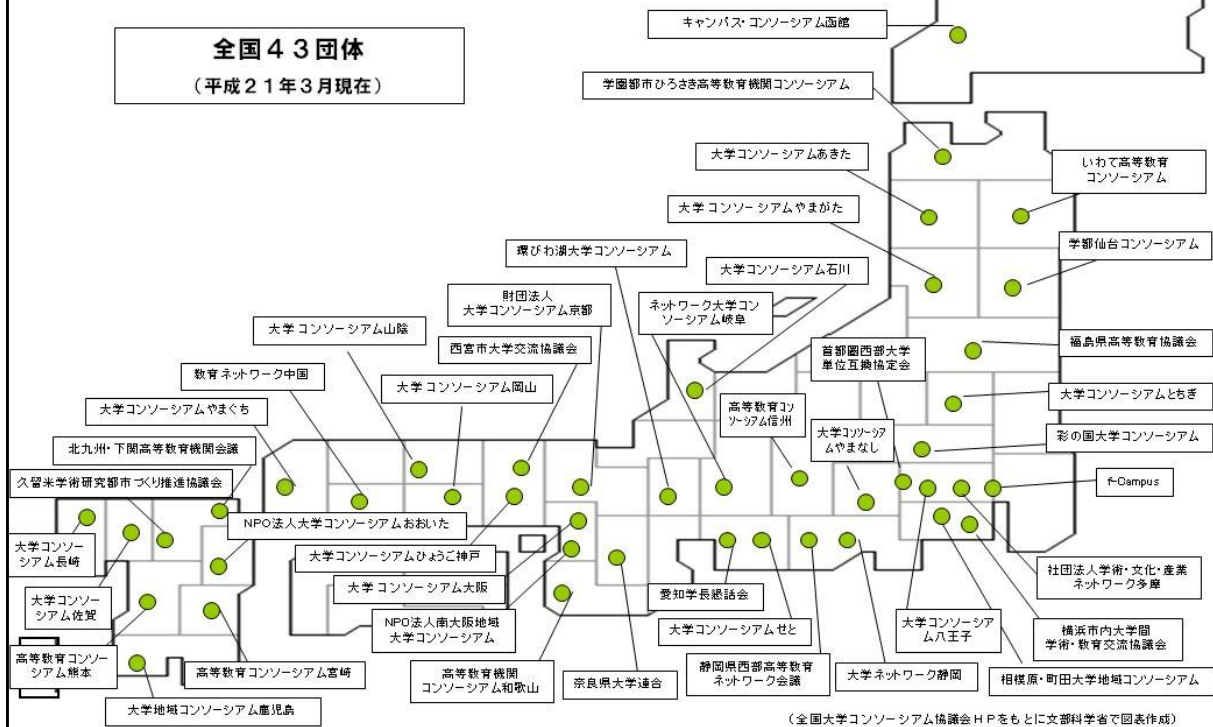 全国４３団体
（平成２１年３月現在）
キャンパス・コンソーシアム函館
学園都市ひろさき高等教育機関コンソーシアム
大学コンソーシアムあきた
いわて高等教育
コンソーシアム
大学コンソーシアムやまがた
学都仙台コンソーシアム
環びわ湖大学コンソーシアム
大学コンソーシアム石川
財団法人
大学コンソーシアム京都
ネットワーク大学コン
ソーシアム岐阜
大学コンソーシアム山陰
西宮市大学交流協議会
首都圏西部大学
単位互換協定会
福島県高等教育協議会
教育ネットワーク中国
大学コンソーシアム岡山
高等教育コン
ソーシアム信州
大学コンソーシアムとちぎ
大学コンソーシアムやまぐち
大学コンソーシア
ムやまなし
彩の国大学コンソーシアム
北九州・下関高等教育機関会議
久留米学術研究都市づくり推進協議会
f-Campus
NPO法人大学コンソーシアムおおいた
大学コンソー
シアム長崎
大学コンソーシアムひょうご神戸
社団法人学術・文化・産業
ネットワーク多摩
大学コンソーシアム大阪
愛知学長懇話会
大学コンソー
シアム佐賀
NPO法人南大阪地域
大学コンソーシアム
大学コンソーシアムせと
大学コンソーシア
ム八王子
横浜市内大学間
学術・教育交流協議会
高等教育コンソー
シアム熊本
高等教育コンソーシアム宮崎
高等教育機関
コンソーシアム和歌山
奈良県大学連合
静岡県西部高等教育
ネットワーク会議
大学ネットワーク静岡
相模原・町田大学地域コンソーシアム
大学地域コンソーシアム鹿児島
（全国大学コンソーシアム協議会ＨＰをもとに文部科学省で図表作成）